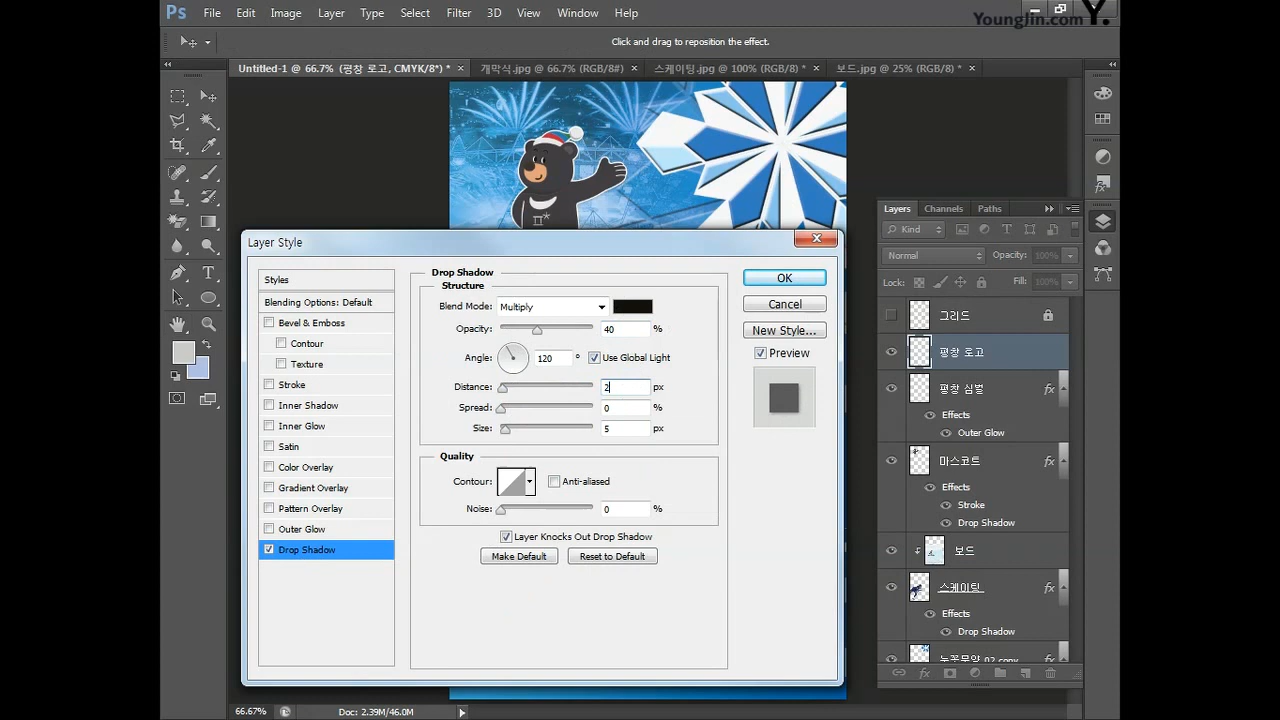 Ps File Edit Image Layer Type Select Filter 3D View Window Help
YoungJin.com Y.
Click and drag to reposition the effect.
Untitled-1 @ 66.7% (평창 로고, CMYK/8*) * ×
개막식.jpg @ 66.7% (RGB/8#) ×
스케이팅.jpg @ 100% (RGB/8) * ×
보드.jpg @ 25% (RGB/8) * ×
Layer Style
Styles
Blending Options: Default
Bevel & Emboss
Contour
Texture
Stroke
Inner Shadow
Inner Glow
Satin
Color Overlay
Gradient Overlay
Pattern Overlay
Outer Glow
Drop Shadow
Drop Shadow
Structure
Blend Mode: Multiply
Opacity: 40 %
Angle: 120 ° Use Global Light
Distance: 2 px
Spread: 0 %
Size: 5 px
Quality
Contour: Anti-aliased
Noise: 0 %
Layer Knocks Out Drop Shadow
Make Default Reset to Default
OK
Cancel
New Style...
Preview
Layers Channels Paths
Kind
Normal Opacity: 100%
Lock: Fill: 100%
그리드
평창 로고
평창 심벌 fx
Effects
Outer Glow
마스코트 fx
Effects
Stroke
Drop Shadow
보드
스케이팅 fx
Effects
Drop Shadow
눈꽃모양 02 copy
66.67% Doc: 2.39M/46.0M